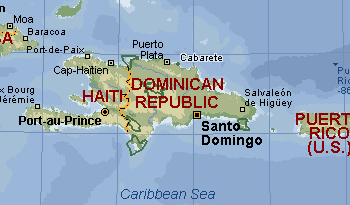 Moa
Baracoa
A
Port-de-Paix
Puerto
Plata
Cabarete
Cap-Haïtien
Bourg
Jérémie
HAITI
DOMINICAN
REPUBLIC
Salvaleón
de Higüey
Port-au-Prince
Santo
Domingo
PUERT
RICO
(U.S.)
Caribbean Sea